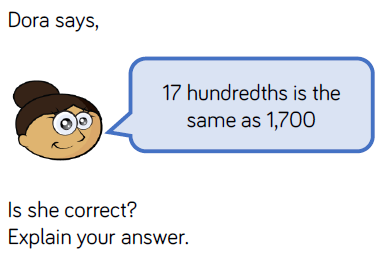 Dora says,
17 hundredths is the
same as 1,700
Is she correct?
Explain your answer.